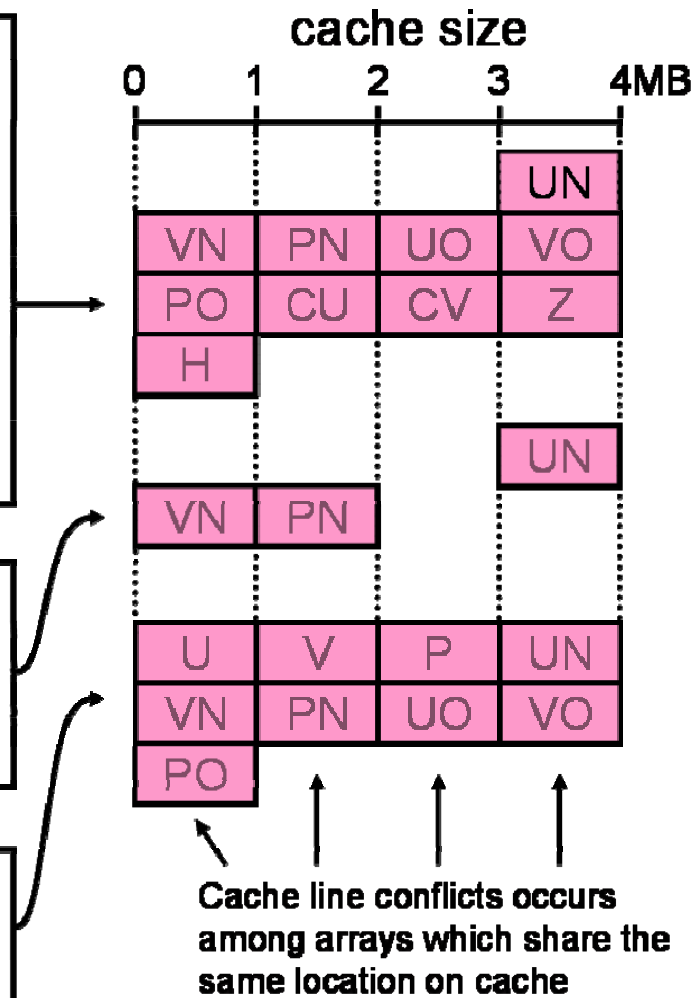 cache size
0 1 2 3 4MB
UN
VN PN UO VO
PO CU CV Z
H
UN
VN PN
U V P UN
VN PN UO VO
PO
Cache line conflicts occurs
among arrays which share the
same location on cache